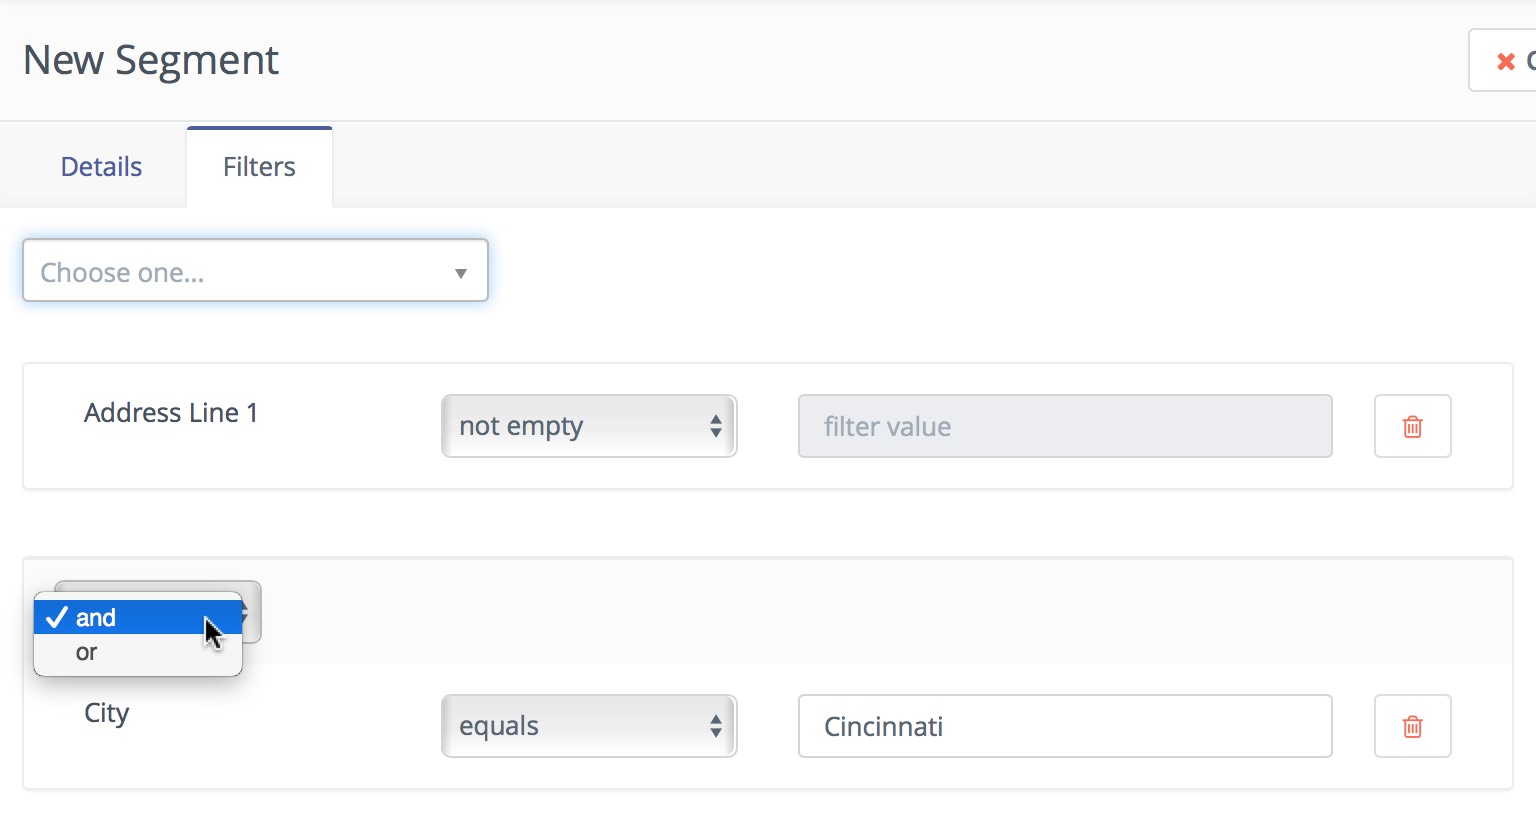 New Segment
Details
Filters
Choose one...
Address Line 1
not empty
filter value
and
or
City
equals
Cincinnati